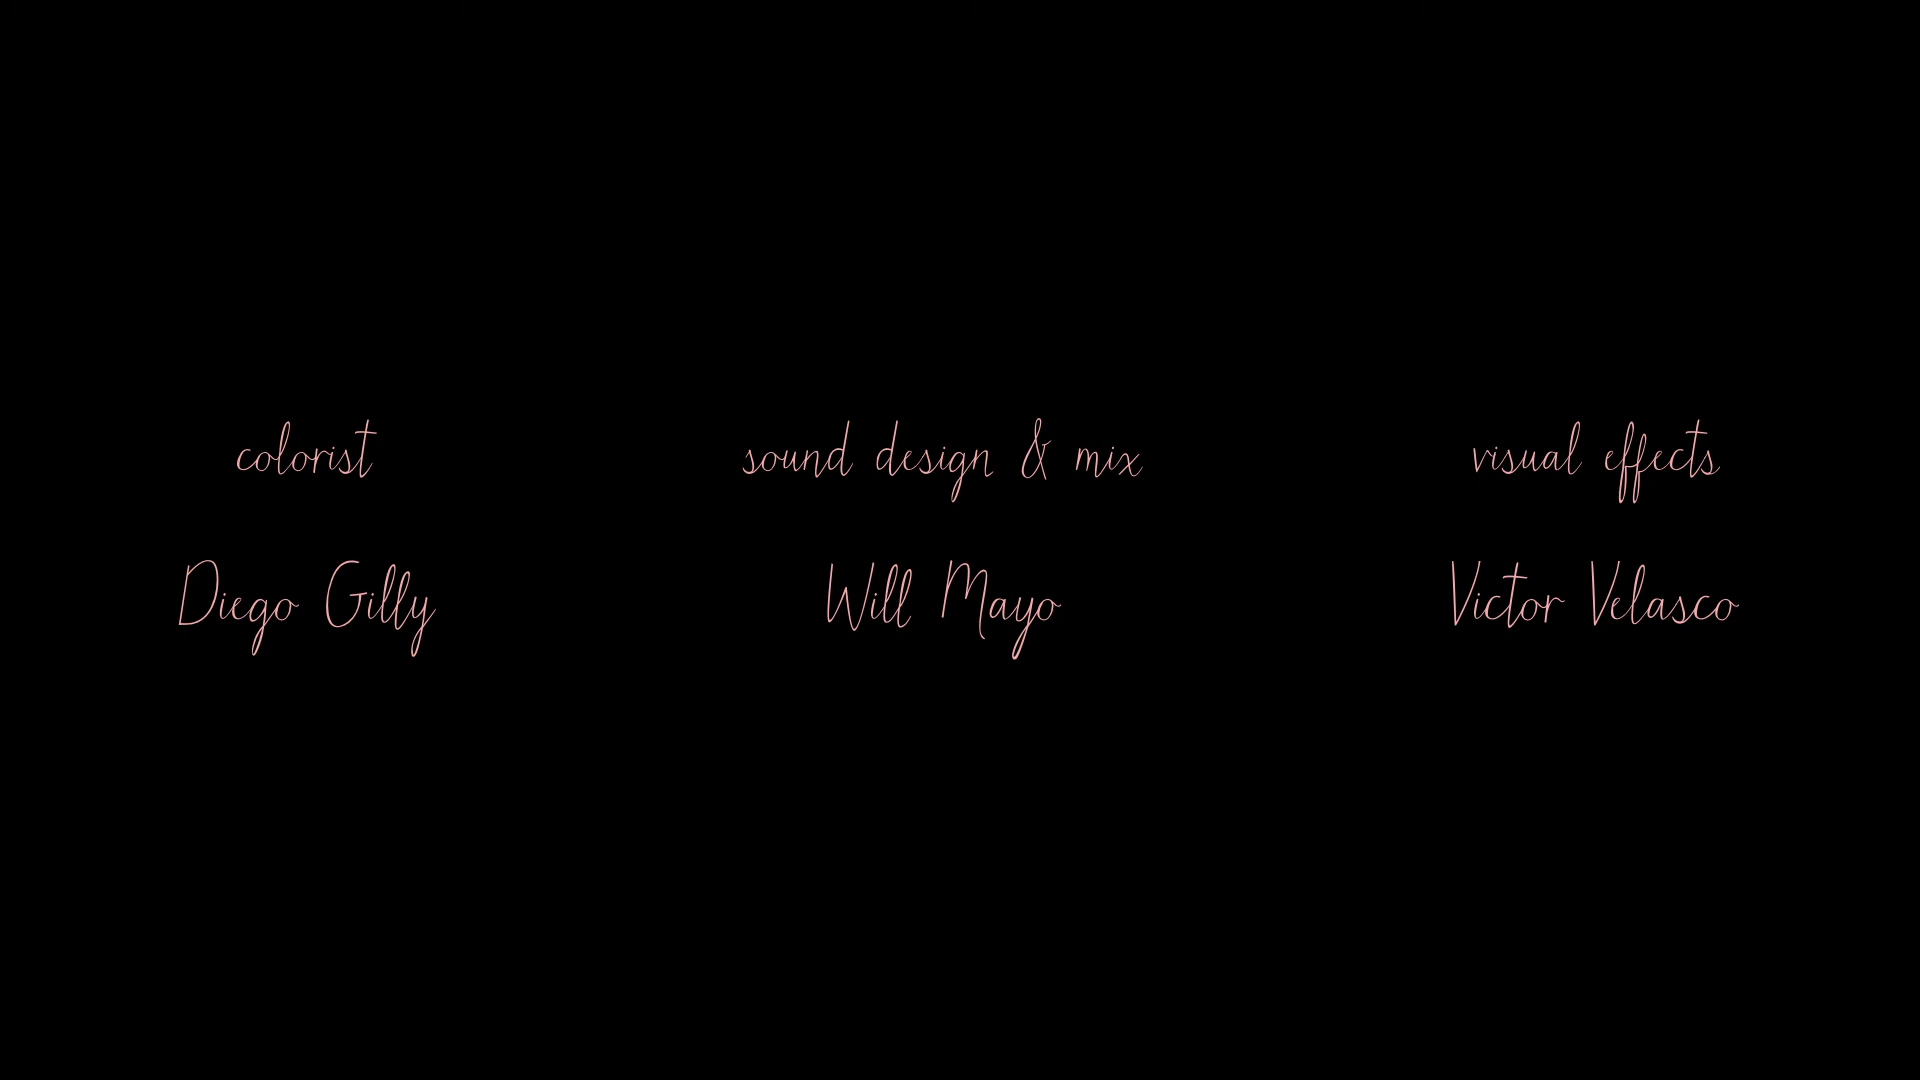 colorist
Diego Gilly
sound design & mix
Will Mayo
visual effects
Victor Velasco